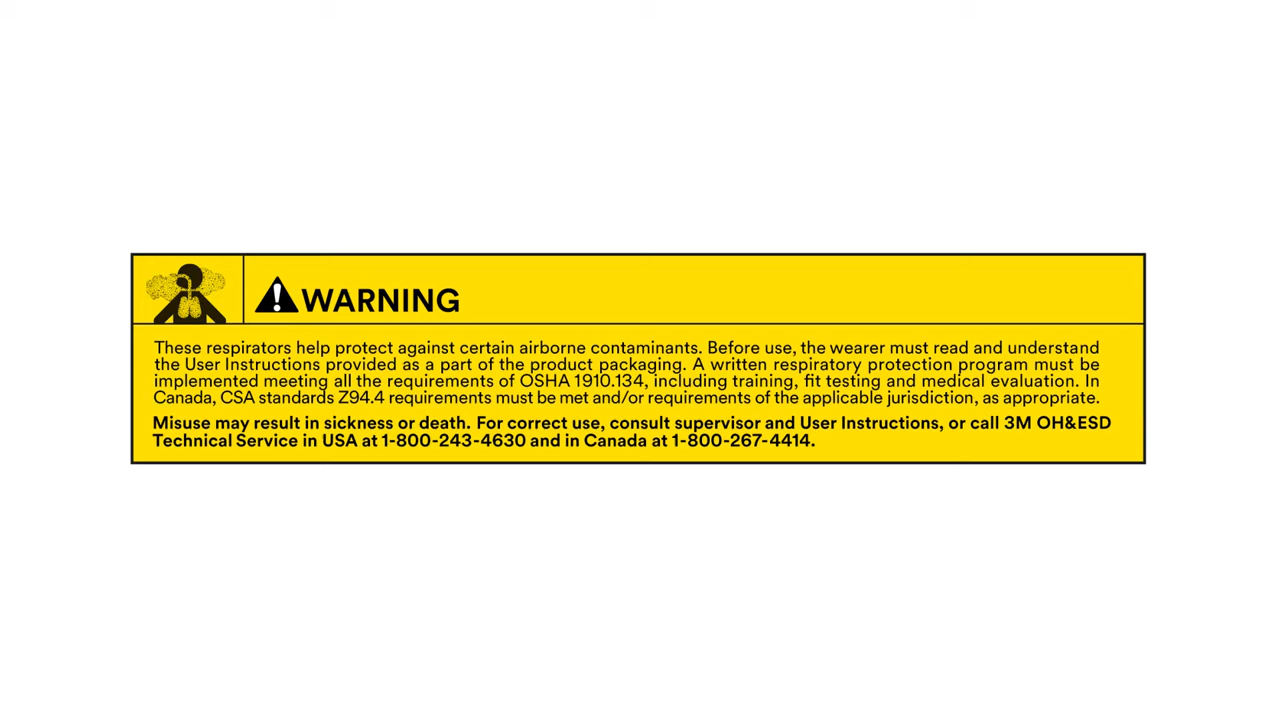 WARNING
These respirators help protect against certain airborne contaminants. Before use, the wearer must read and understand
the User Instructions provided as a part of the product packaging. A written respiratory protection program must be
implemented meeting all the requirements of OSHA 1910.134, including training, fit testing and medical evaluation. In
Canada, CSA standards Z94.4 requirements must be met and/or requirements of the applicable jurisdiction, as appropriate.
Misuse may result in sickness or death. For correct use, consult supervisor and User Instructions, or call 3M OH&ESD
Technical Service in USA at 1-800-243-4630 and in Canada at 1-800-267-4414.